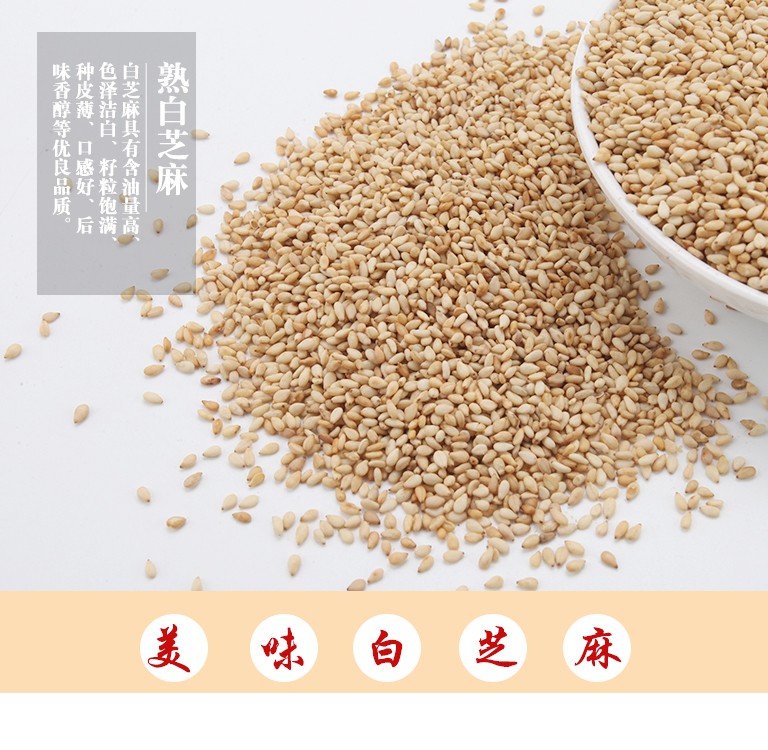 熟白芝麻
白芝麻具有含油量高、
色泽洁白、籽粒饱满、
种皮薄、口感好、后
味香醇等优良品质。
美味白芝麻